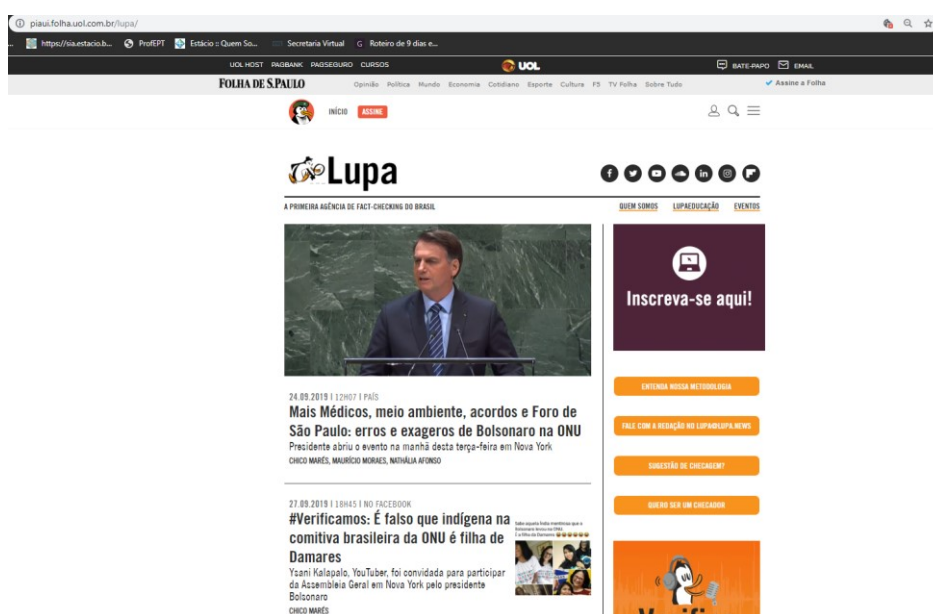 piaui.folha.uol.com.br/lupa/
https://sia.estacio.b... ProfEPT Estácio :: Quem So... Secretaria Virtual G Roteiro de 9 dias e...
UOL HOST PAGBANK PAGSEGURO CURSOS UOL BATE-PAPO EMAIL
FOLHA DE S.PAULO Opinião Política Mundo Economia Cotidiano Esporte Cultura F5 TV Folha Sobre Tudo Assine a Folha
INÍCIO ASSINE
Lupa
A PRIMEIRA AGÊNCIA DE FACT-CHECKING DO BRASIL QUEM SOMOS LUPAEDUCAÇÃO EVENTOS
Inscreva-se aqui!
24.09.2019 | 12H07 | PAÍS
Mais Médicos, meio ambiente, acordos e Foro de
São Paulo: erros e exageros de Bolsonaro na ONU
Presidente abriu o evento na manhã desta terça-feira em Nova York
CHICO MARÉS, MAURÍCIO MORAES, NATHÁLIA AFONSO
ENTENDA NOSSA METODOLOGIA
FALE COM A REDAÇÃO NO LUPA@LUPA.NEWS
SUGESTÃO DE CHECAGEM?
QUERO SER UM CHECADOR
27.09.2019 | 18H45 | NO FACEBOOK
#Verificamos: É falso que indígena na
comitiva brasileira da ONU é filha de
Damares
Ysani Kalapalo, YouTuber, foi convidada para participar
da Assembleia Geral em Nova York pelo presidente
Bolsonaro
CHICO MARÉS